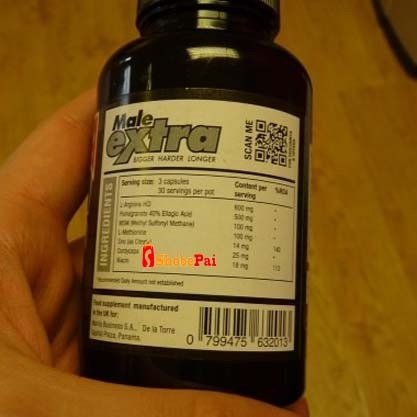 Male
extra
BIGGER HARDER LONGER
SCAN ME
INGREDIENTS
Serving size: 3 capsules
30 servings per pot
Content per serving
%RDA
L-Arginine HCl 600 mg -
Pomegranate 40% Ellagic Acid 500 mg -
MSM (Methyl Sulfonyl Methane) 100 mg -
L-Methionine 100 mg -
Zinc (as Citrate) 14 mg 140
Cordyceps 25 mg -
Niacin 18 mg 113
ShebaPai
Recommended Daily Amount not established
Food supplement manufactured
in the UK for:
Business S.A., De la Torre
Panama.
0 799475 632013